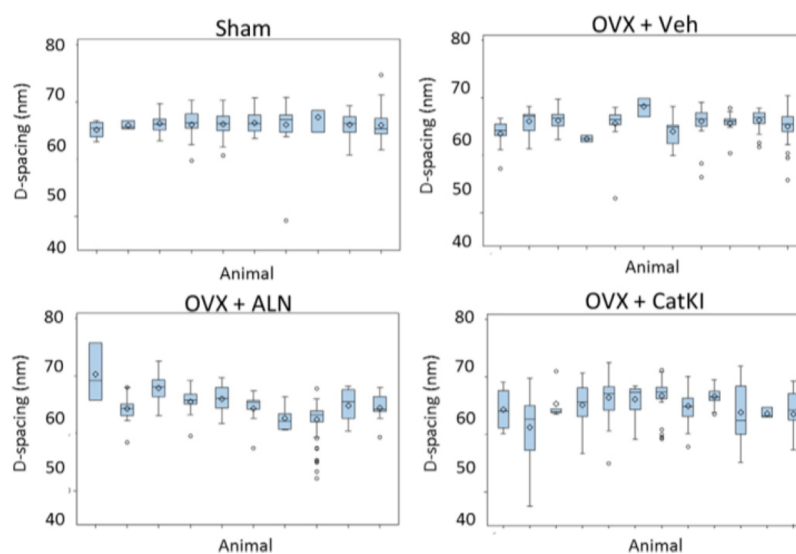 Sham
80
70
60
50
40
D-spacing (nm)
Animal
OVX + Veh
80
70
60
50
40
D-spacing (nm)
Animal
OVX + ALN
80
70
60
50
40
D-spacing (nm)
Animal
OVX + CatKI
80
70
60
50
40
D-spacing (nm)
Animal